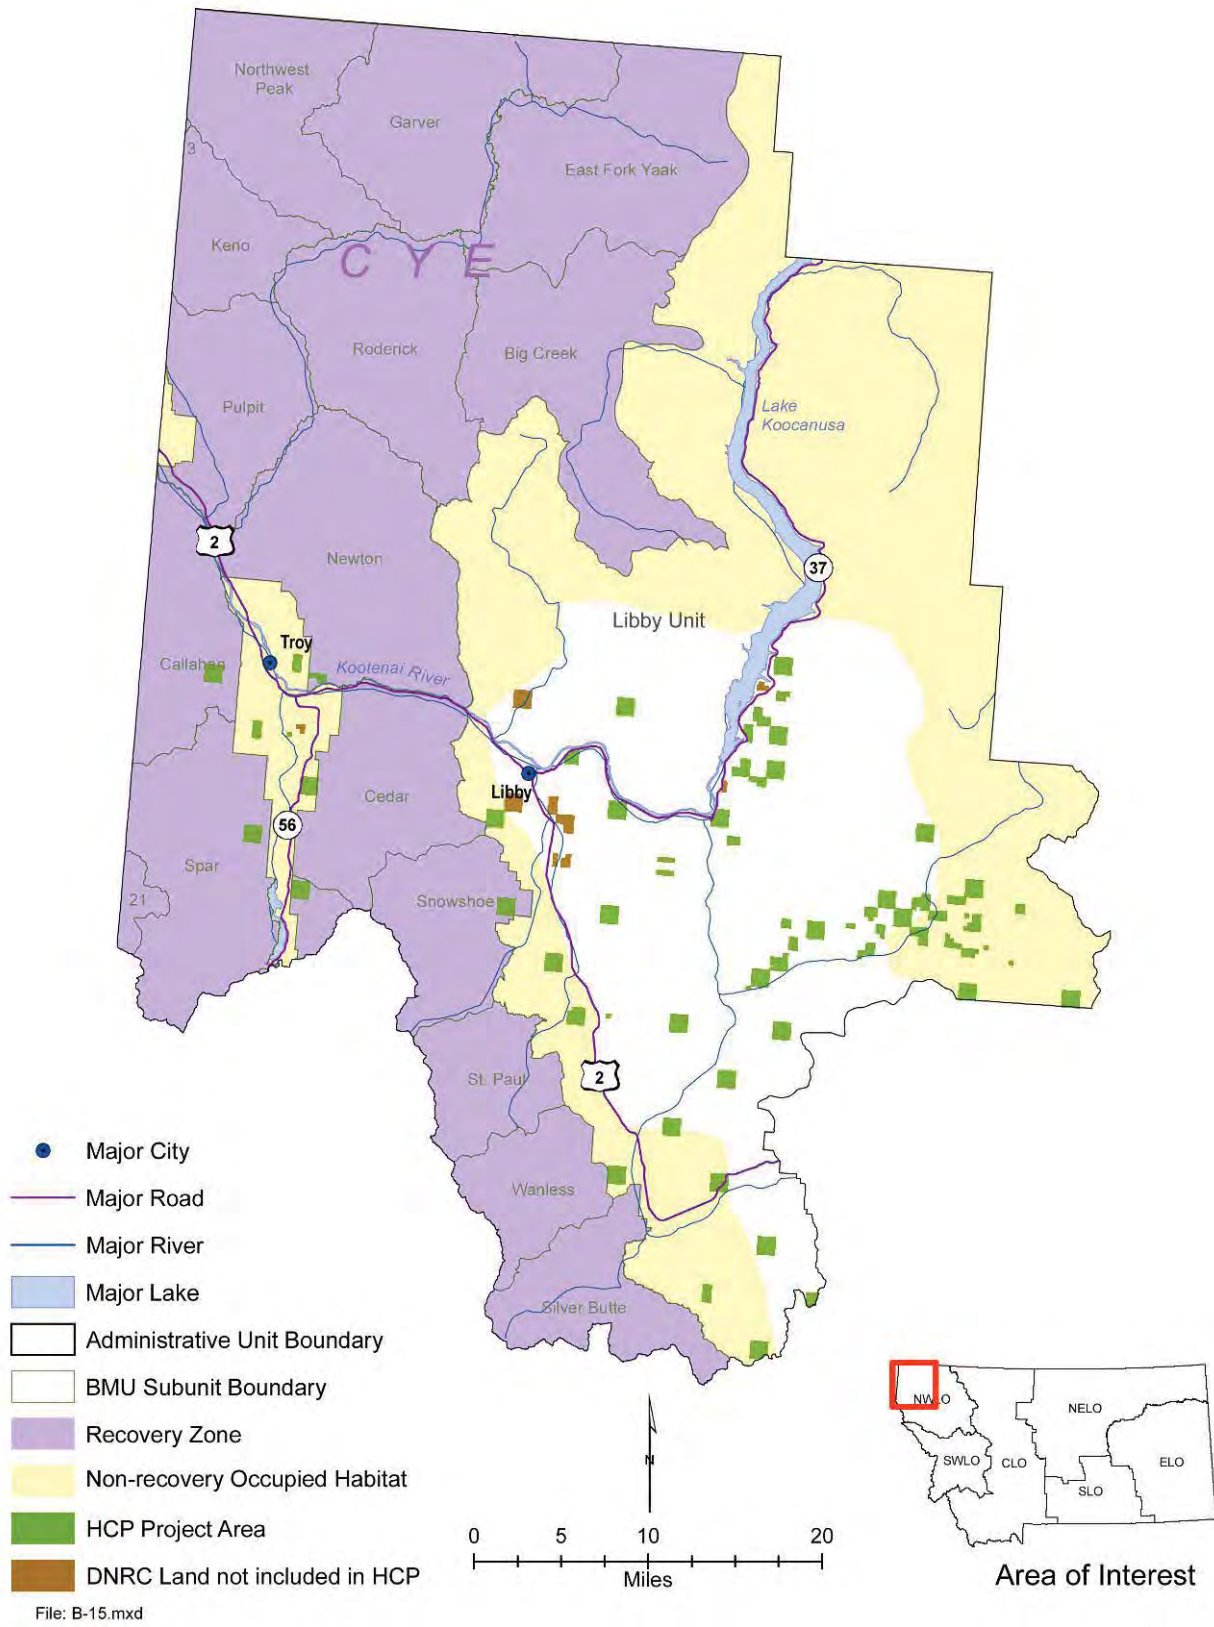 Northwest
Peak
Garver
East Fork Yaak
3
Keno
C Y E
Roderick
Big Creek
Pulpit
Lake
Koocanusa
2
Newton
37
Libby Unit
Troy
Callahan
Kootenai River
Libby
Cedar
56
Spar
21
Snowshoe
2
St. Paul
Wanless
Silver Butte
Major City
Major Road
Major River
Major Lake
Administrative Unit Boundary
BMU Subunit Boundary
Recovery Zone
Non-recovery Occupied Habitat
HCP Project Area
DNRC Land not included in HCP
File: B-15.mxd
N
0 5 10 20
Miles
NWLO
NELO
SWLO
CLO
ELO
SLO
Area of Interest